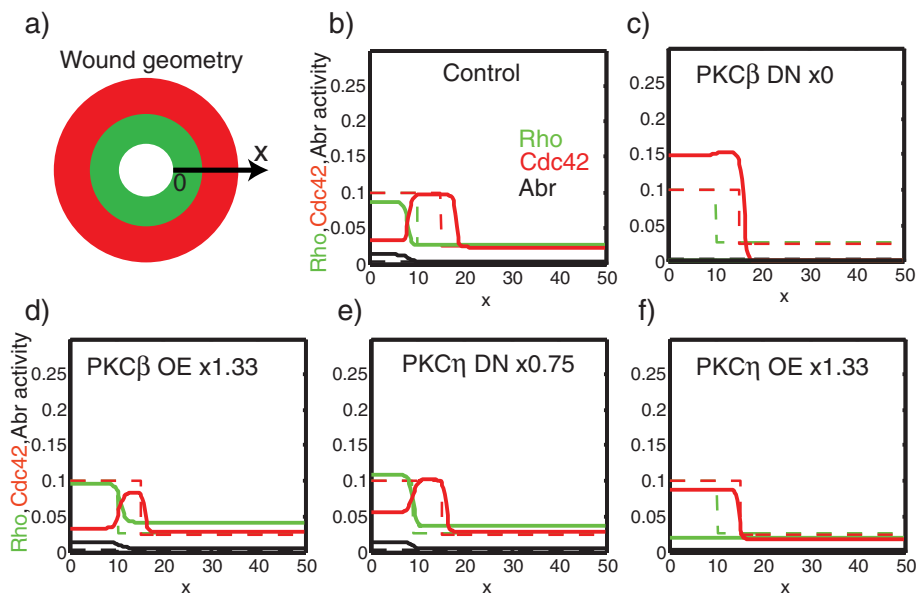 a)
Wound geometry
0
x
b)
Rho,Cdc42,Abr activity
0.25
0.2
0.15
0.1
0.05
0
Control
Rho
Cdc42
Abr
0 10 20 30 40 50
x
c)
0.25
0.2
0.15
0.1
0.05
0
PKCβ DN x0
0 10 20 30 40 50
x
d)
Rho,Cdc42,Abr activity
0.25
0.2
0.15
0.1
0.05
0
PKCβ OE x1.33
0 10 20 30 40 50
x
e)
0.25
0.2
0.15
0.1
0.05
0
PKCη DN x0.75
0 10 20 30 40 50
x
f)
0.25
0.2
0.15
0.1
0.05
0
PKCη OE x1.33
0 10 20 30 40 50
x